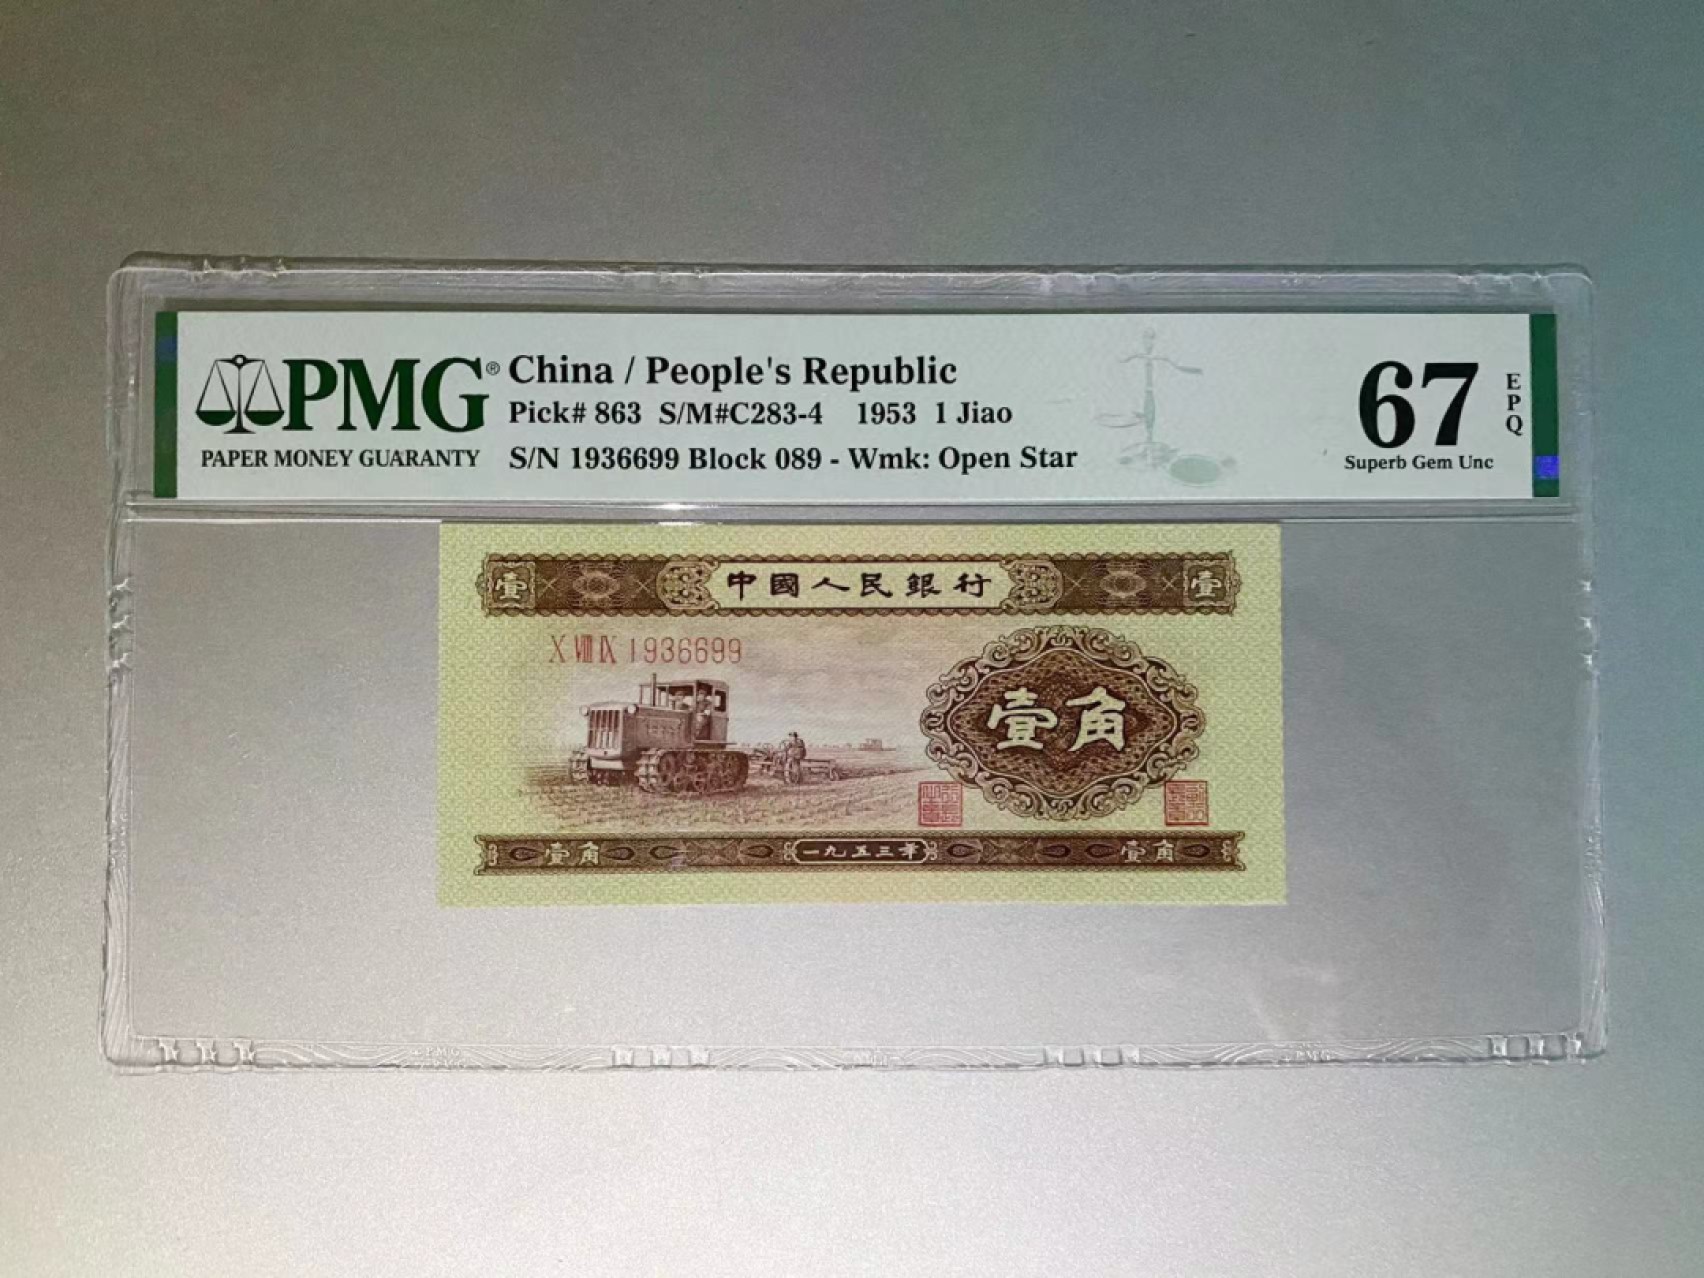 PMG® China / People's Republic
Pick# 863 S/M#C283-4 1953 1 Jiao
PAPER MONEY GUARANTY S/N 1936699 Block 089 - Wmk: Open Star
67 EPQ
Superb Gem Unc
壹 中國人民銀行 壹
X VIII IX 1936699
壹角
壹角 一九五三年 壹角
PMG PMG